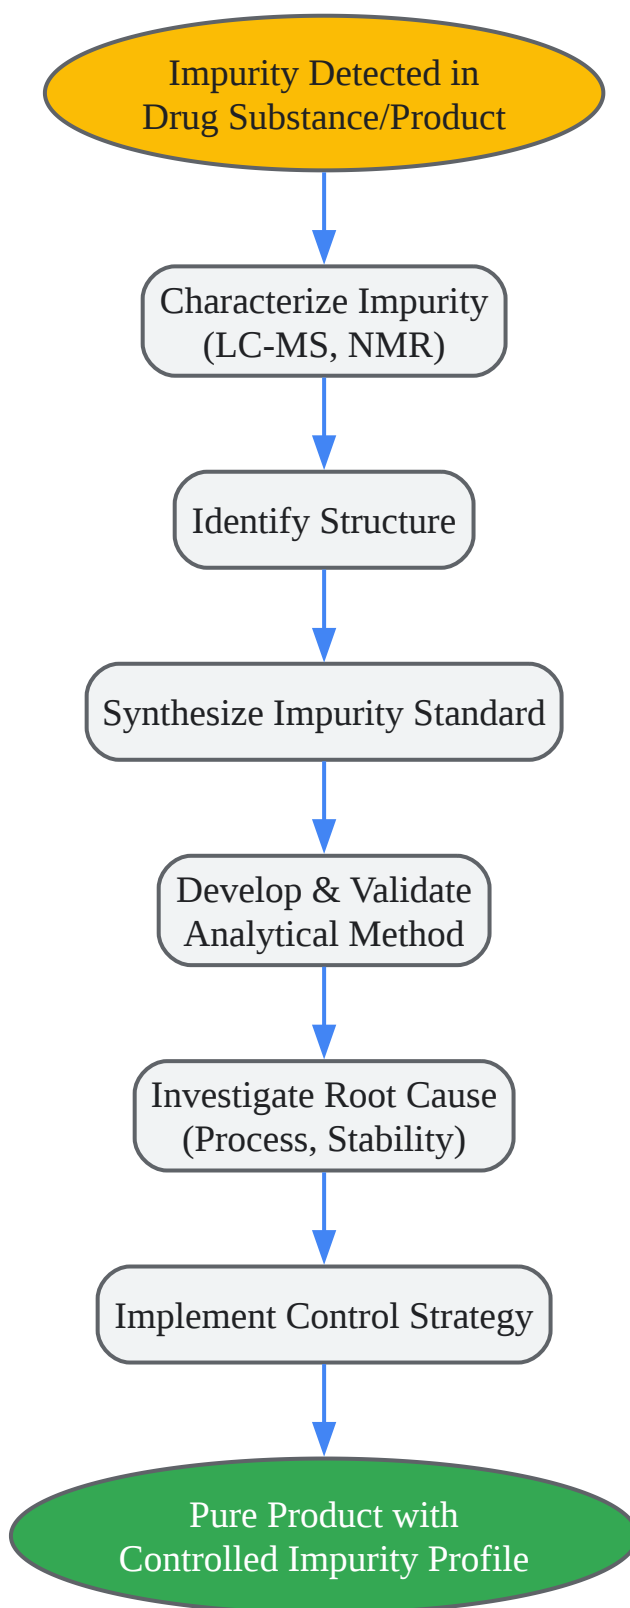 Impurity Detected in
Drug Substance/Product
Characterize Impurity
(LC-MS, NMR)
Identify Structure
Synthesize Impurity Standard
Develop & Validate
Analytical Method
Investigate Root Cause
(Process, Stability)
Implement Control Strategy
Pure Product with
Controlled Impurity Profile